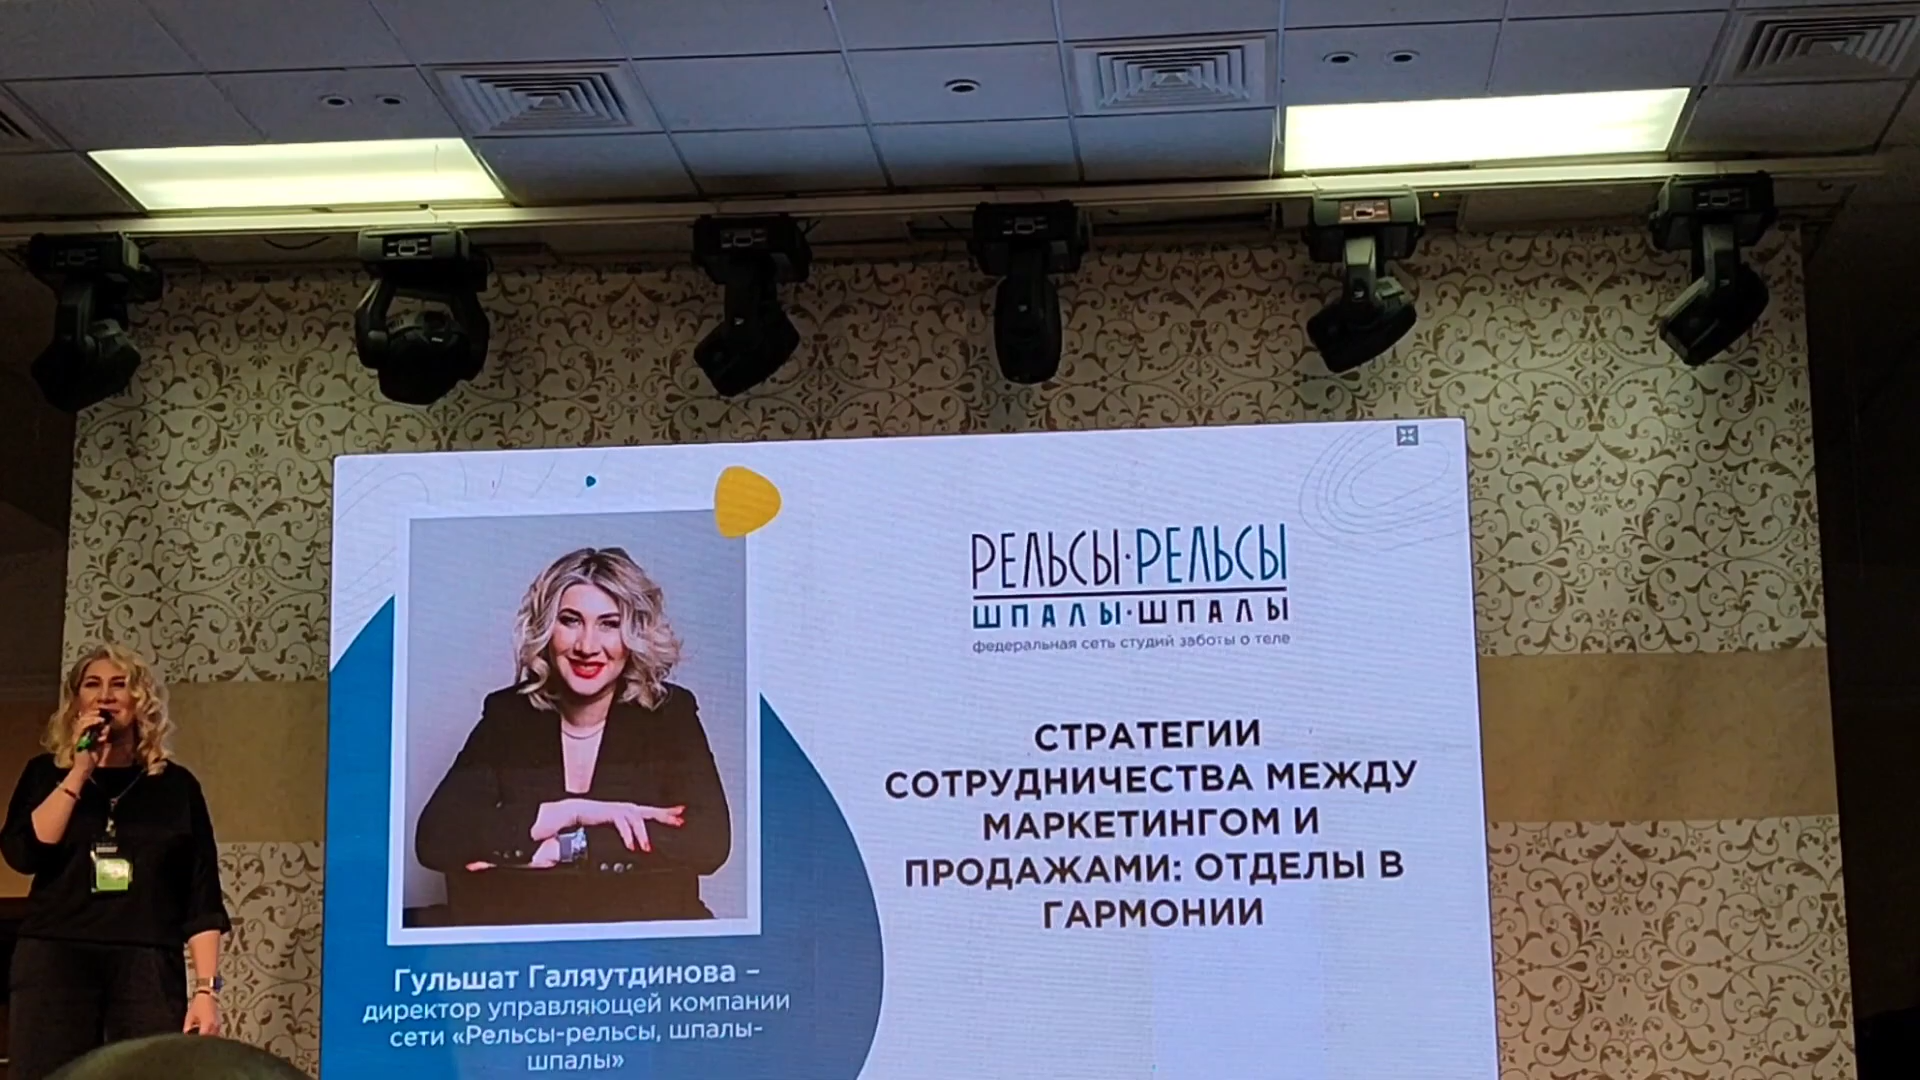 РЕЛЬСЫ·РЕЛЬСЫ
ШПАЛЫ·ШПАЛЫ
федеральная сеть студий заботы о теле
СТРАТЕГИИ
СОТРУДНИЧЕСТВА МЕЖДУ
МАРКЕТИНГОМ И
ПРОДАЖАМИ: ОТДЕЛЫ В
ГАРМОНИИ
Гульшат Галяутдинова –
директор управляющей компании
сети «Рельсы-рельсы, шпалы-
шпалы»